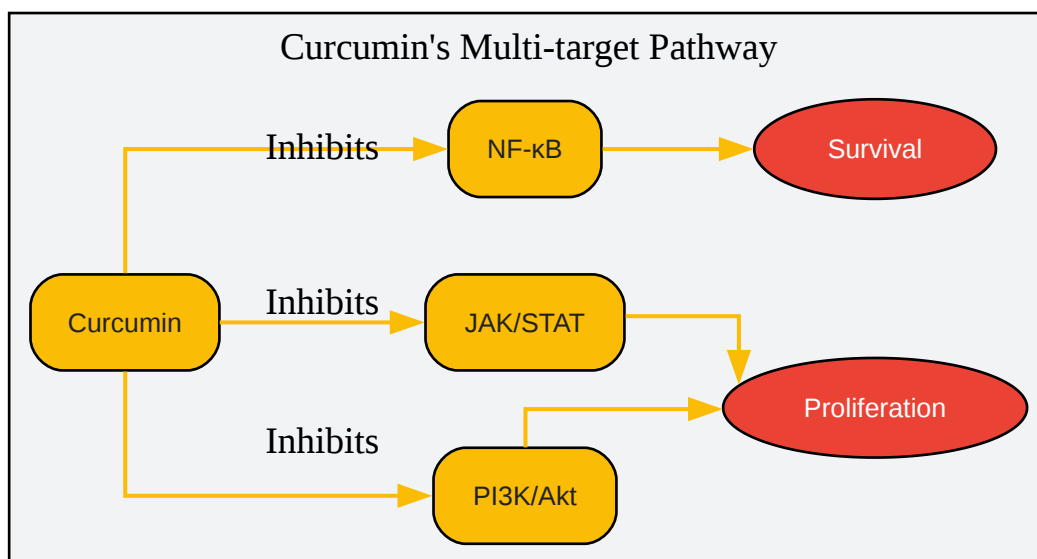 Curcumin's Multi-target Pathway
Inhibits
NF-κB
Survival
Curcumin
Inhibits
JAK/STAT
Proliferation
Inhibits
PI3K/Akt